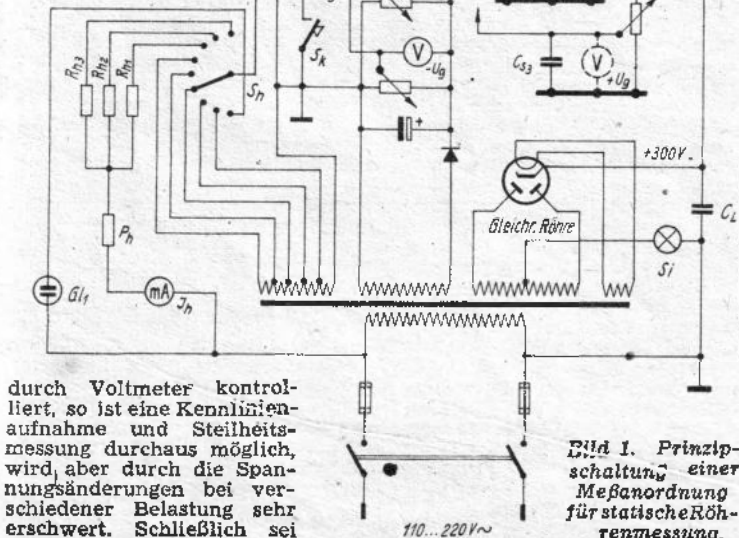 Rh3
Rh2
Rh1
Sh
Sk
V
-Ug
Cs3
V
+Ug
+
+300V
Gleichr. Röhre
CL
Si
Ph
Gl1
mA
Jh
durch Voltmeter kontrol-
liert, so ist eine Kennlinien-
aufnahme und Steilheits-
messung durchaus möglich,
wird aber durch die Span-
nungsänderungen bei ver-
schiedener Belastung sehr
erschwert. Schließlich sei
110...220V~
Bild 1. Prinzip-
schaltung einer
Meßanordnung
für statische Röh-
renmessung.